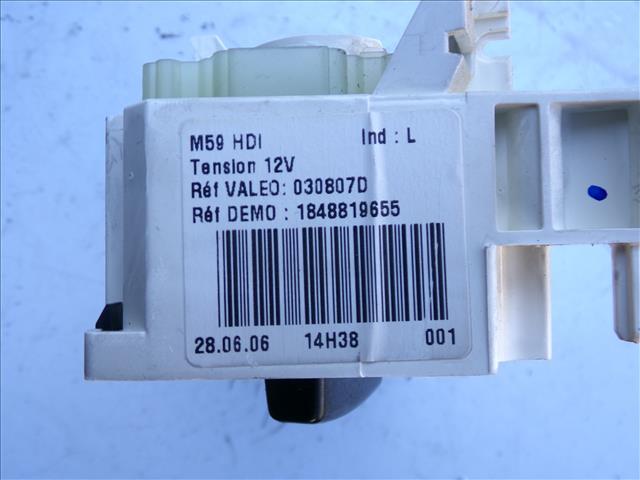 M59 HDI Ind : L
Tension 12V
Réf VALEO: 030807D
Réf DEMO : 1848819655
28.06.06 14H38 001